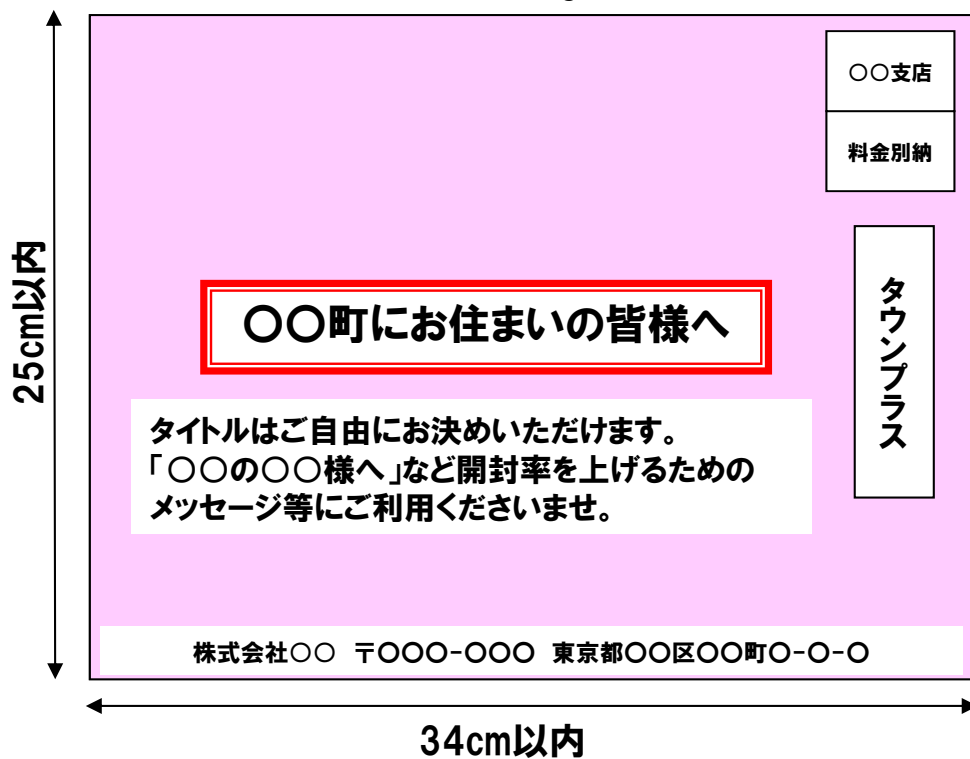 〇〇支店
料金別納
タウンプラス
25cm以内
〇〇町にお住まいの皆様へ
タイトルはご自由にお決めいただけます。
「〇〇の〇〇様へ」など開封率を上げるための
メッセージ等にご利用くださいませ。
株式会社〇〇 〒〇〇〇-〇〇〇 東京都〇〇区〇〇町〇-〇-〇
34cm以内